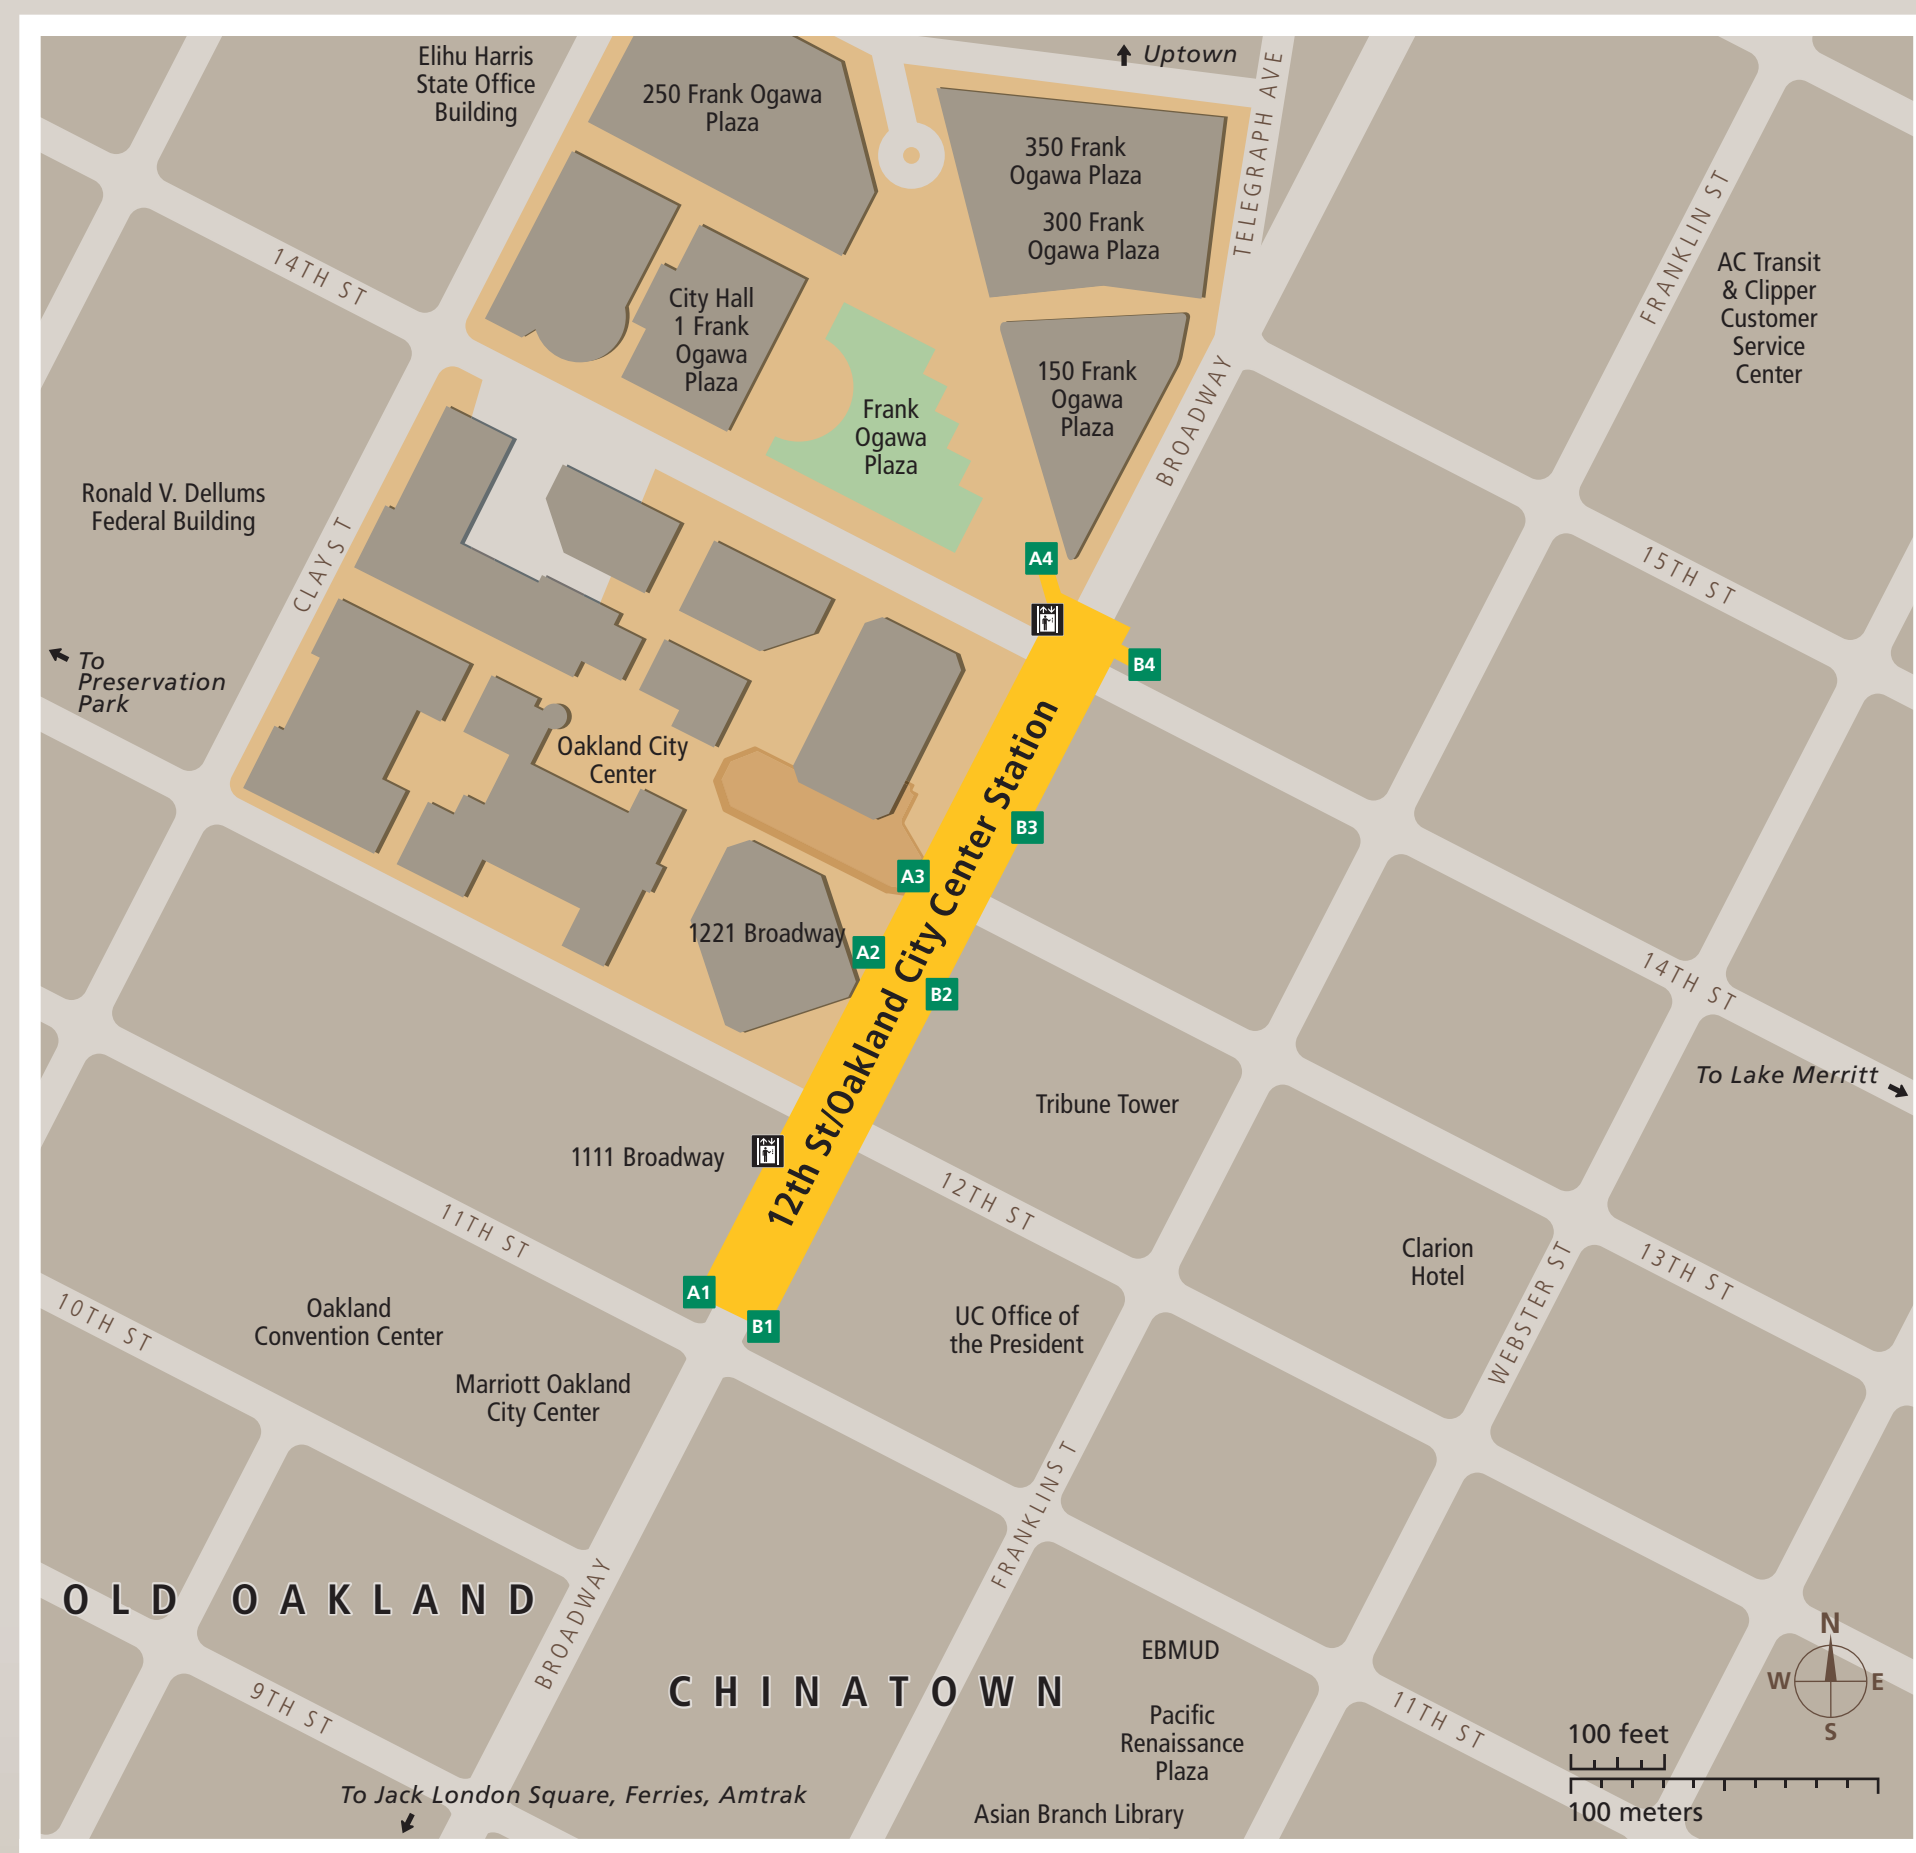 Elihu Harris
State Office
Building
250 Frank Ogawa
Plaza
Uptown
TELEGRAPH AVE
350 Frank
Ogawa Plaza
300 Frank
Ogawa Plaza
FRANKLIN ST
AC Transit
& Clipper
Customer
Service
Center
14TH ST
City Hall
1 Frank
Ogawa
Plaza
Frank
Ogawa
Plaza
150 Frank
Ogawa
Plaza
BROADWAY
Ronald V. Dellums
Federal Building
CLAY ST
15TH ST
A4
B4
To
Preservation
Park
Oakland City
Center
12th St/Oakland City Center Station
B3
A3
1221 Broadway
A2
B2
14TH ST
To Lake Merritt
Tribune Tower
1111 Broadway
12TH ST
11TH ST
Clarion
Hotel
13TH ST
WEBSTER ST
A1
B1
10TH ST
Oakland
Convention Center
UC Office of
the President
Marriott Oakland
City Center
FRANKLIN ST
OLD OAKLAND
BROADWAY
CHINATOWN
EBMUD
N
W
E
S
9TH ST
Pacific
Renaissance
Plaza
11TH ST
100 feet
100 meters
To Jack London Square, Ferries, Amtrak
Asian Branch Library